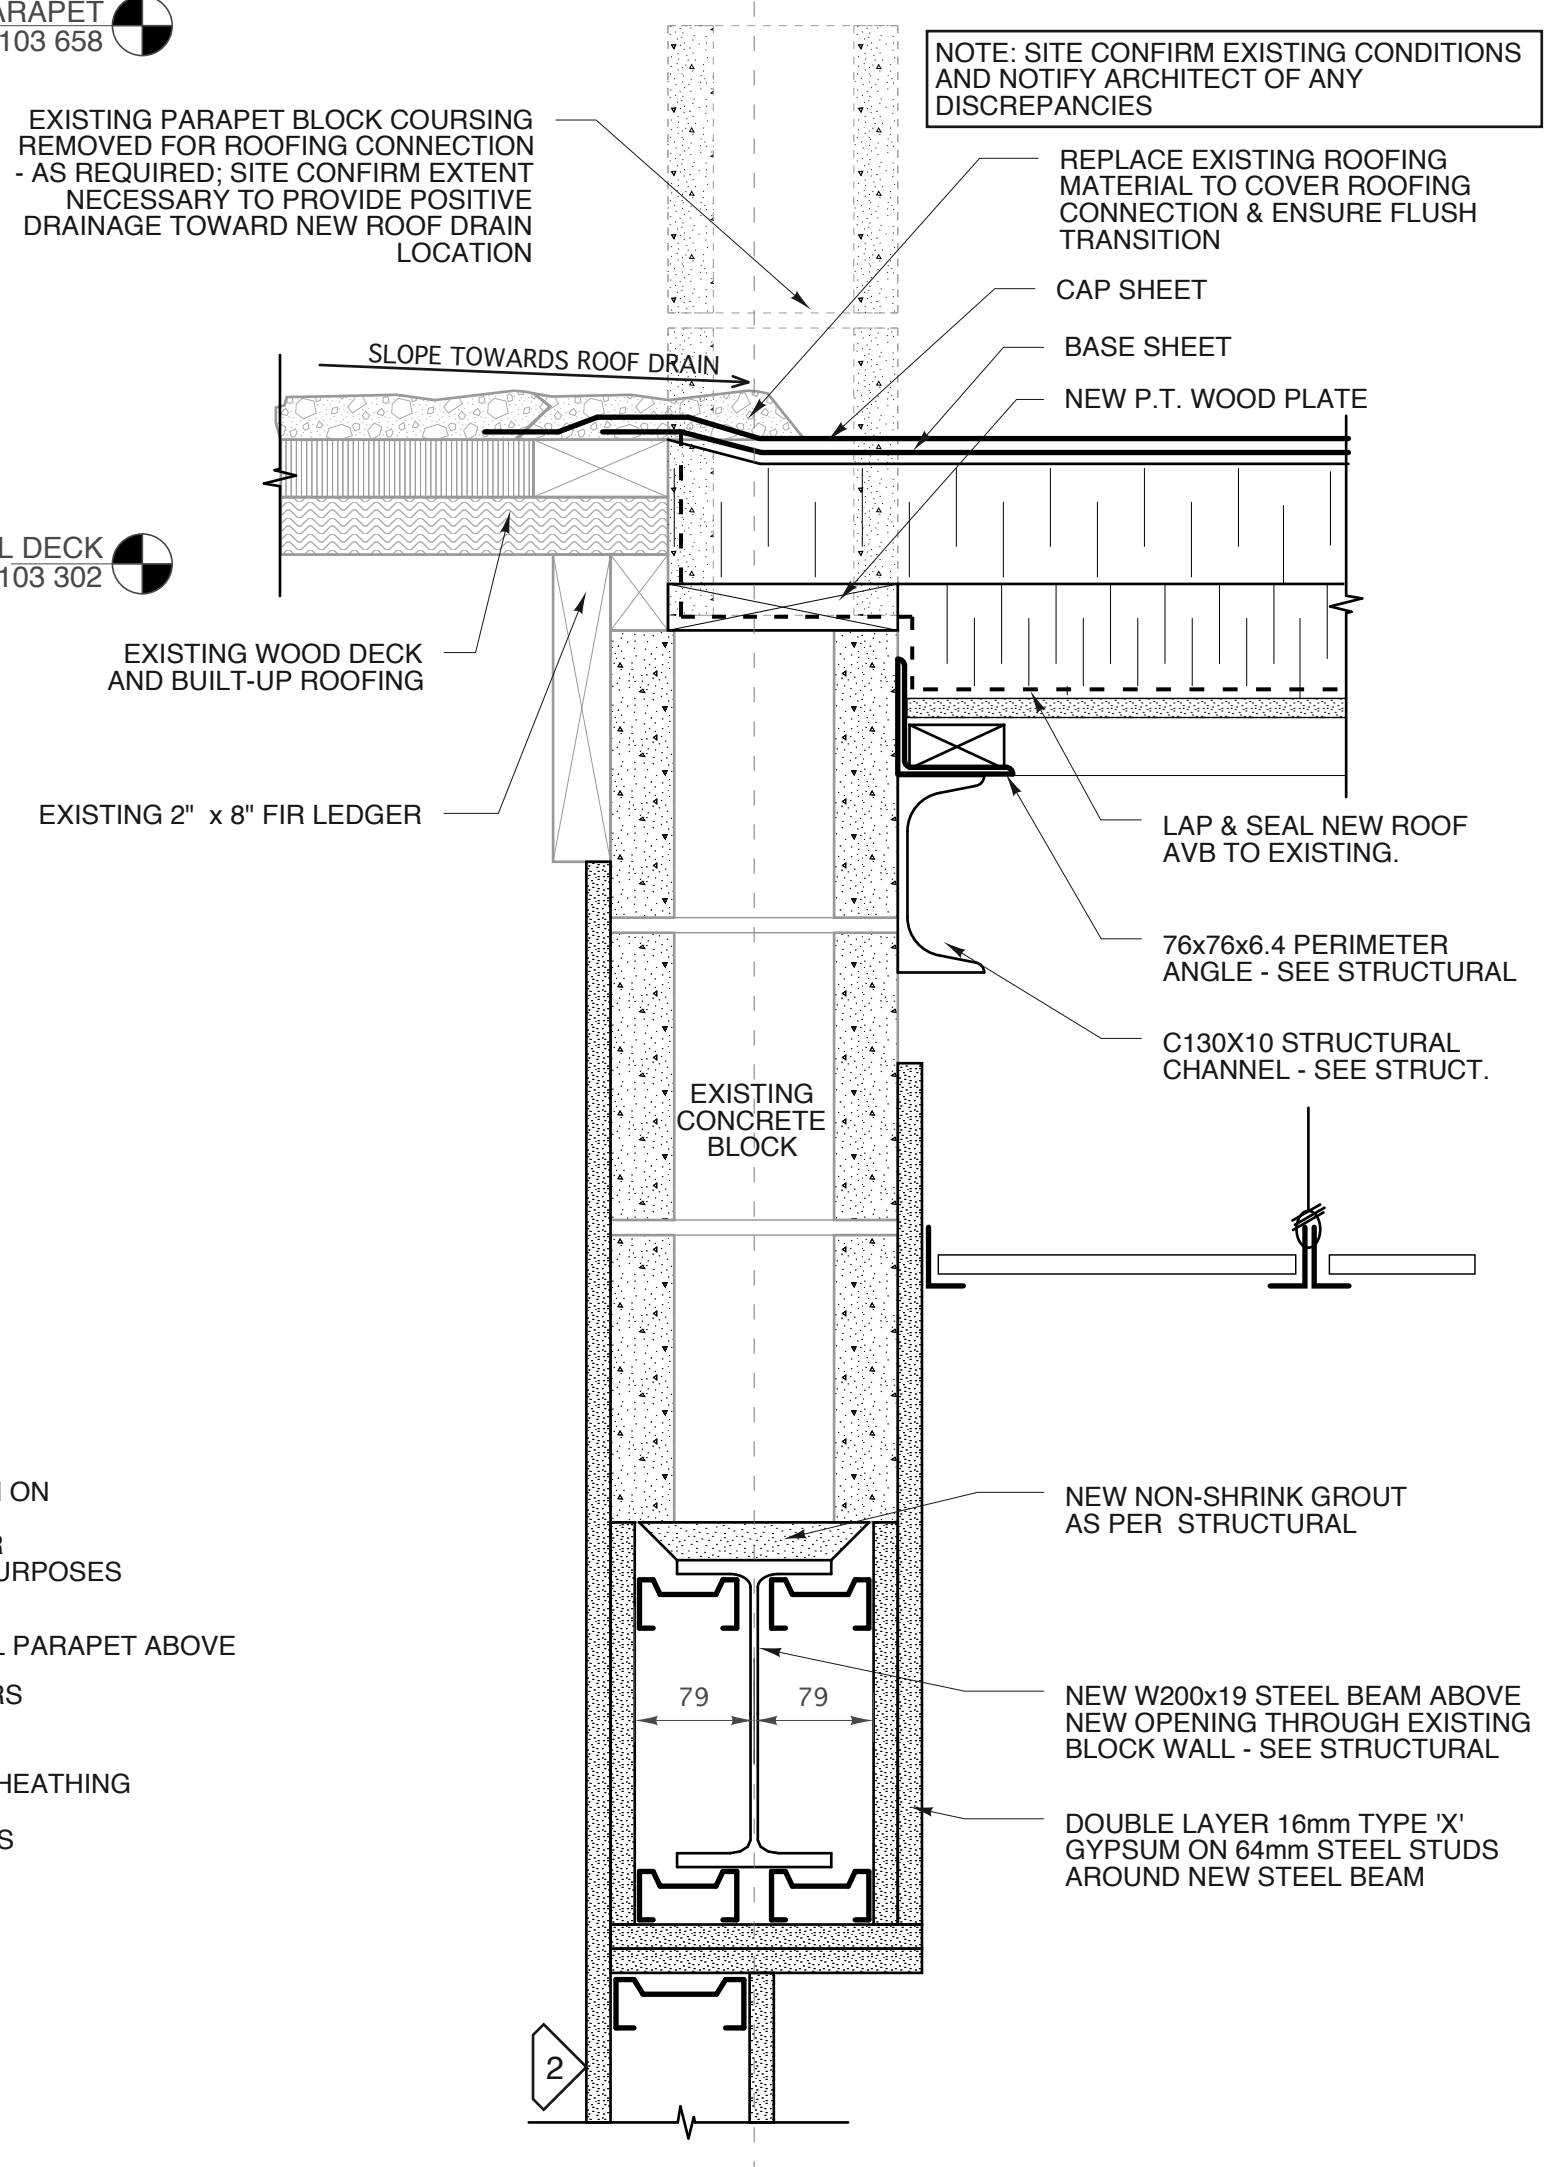 ARAPET
103 658
NOTE: SITE CONFIRM EXISTING CONDITIONS
AND NOTIFY ARCHITECT OF ANY
DISCREPANCIES
EXISTING PARAPET BLOCK COURSING
REMOVED FOR ROOFING CONNECTION
- AS REQUIRED; SITE CONFIRM EXTENT
NECESSARY TO PROVIDE POSITIVE
DRAINAGE TOWARD NEW ROOF DRAIN
LOCATION
REPLACE EXISTING ROOFING
MATERIAL TO COVER ROOFING
CONNECTION & ENSURE FLUSH
TRANSITION
CAP SHEET
BASE SHEET
NEW P.T. WOOD PLATE
SLOPE TOWARDS ROOF DRAIN
L DECK
103 302
EXISTING WOOD DECK
AND BUILT-UP ROOFING
EXISTING 2" x 8" FIR LEDGER
LAP & SEAL NEW ROOF
AVB TO EXISTING.
76x76x6.4 PERIMETER
ANGLE - SEE STRUCTURAL
C130X10 STRUCTURAL
CHANNEL - SEE STRUCT.
EXISTING
CONCRETE
BLOCK
ON
R
URPOSES
L PARAPET ABOVE
RS
HEATHING
S
NEW NON-SHRINK GROUT
AS PER STRUCTURAL
79
79
NEW W200x19 STEEL BEAM ABOVE
NEW OPENING THROUGH EXISTING
BLOCK WALL - SEE STRUCTURAL
DOUBLE LAYER 16mm TYPE 'X'
GYPSUM ON 64mm STEEL STUDS
AROUND NEW STEEL BEAM
2